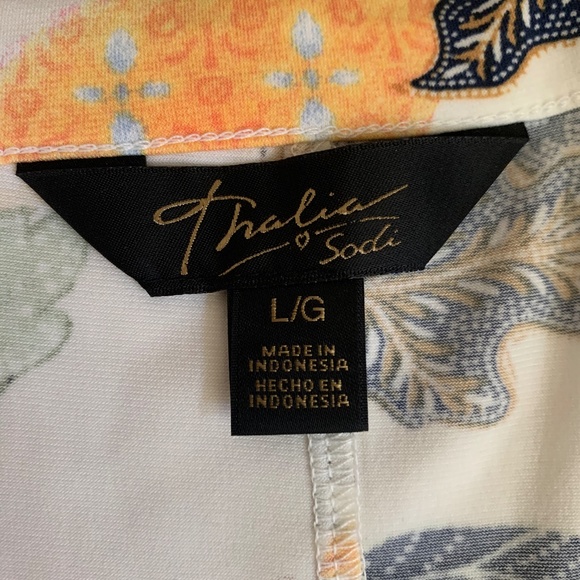 Thalia
Sodi
L/G
MADE IN
INDONESIA
HECHO EN
INDONESIA